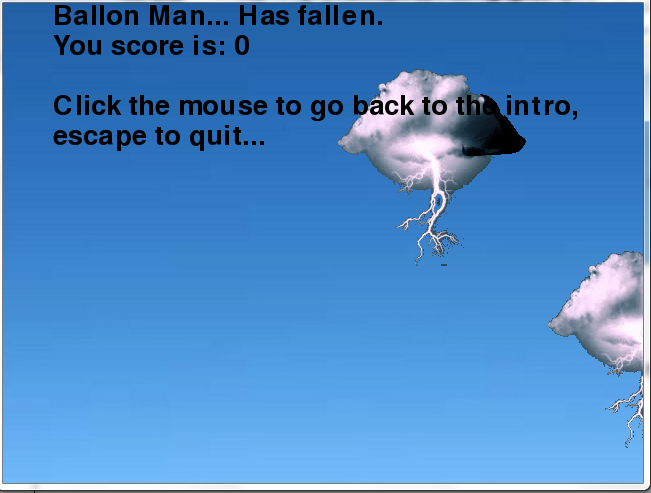 Ballon Man... Has fallen.
You score is: 0
Click the mouse to go back to the intro,
escape to quit...